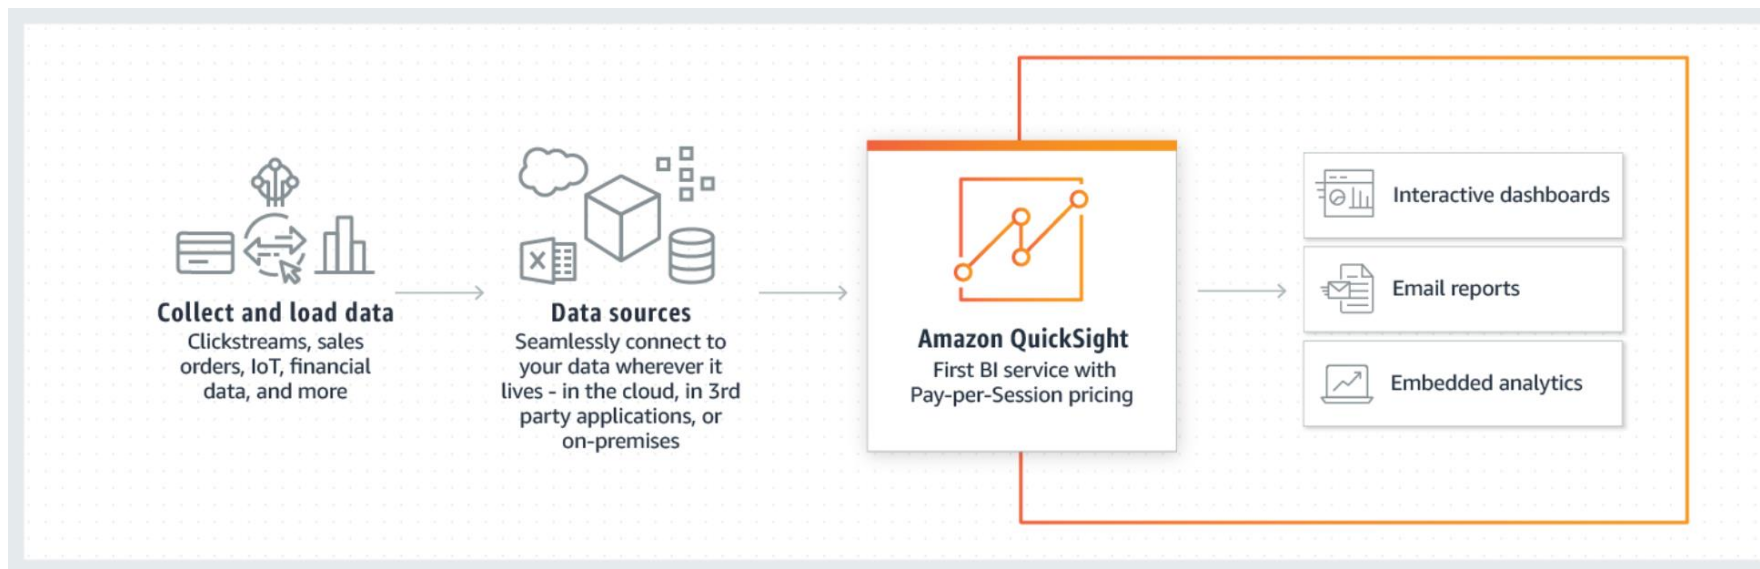 Collect and load data
Clickstreams, sales
orders, IoT, financial
data, and more
Data sources
Seamlessly connect to
your data wherever it
lives - in the cloud, in 3rd
party applications, or
on-premises
Amazon QuickSight
First BI service with
Pay-per-Session pricing
Interactive dashboards
Email reports
Embedded analytics